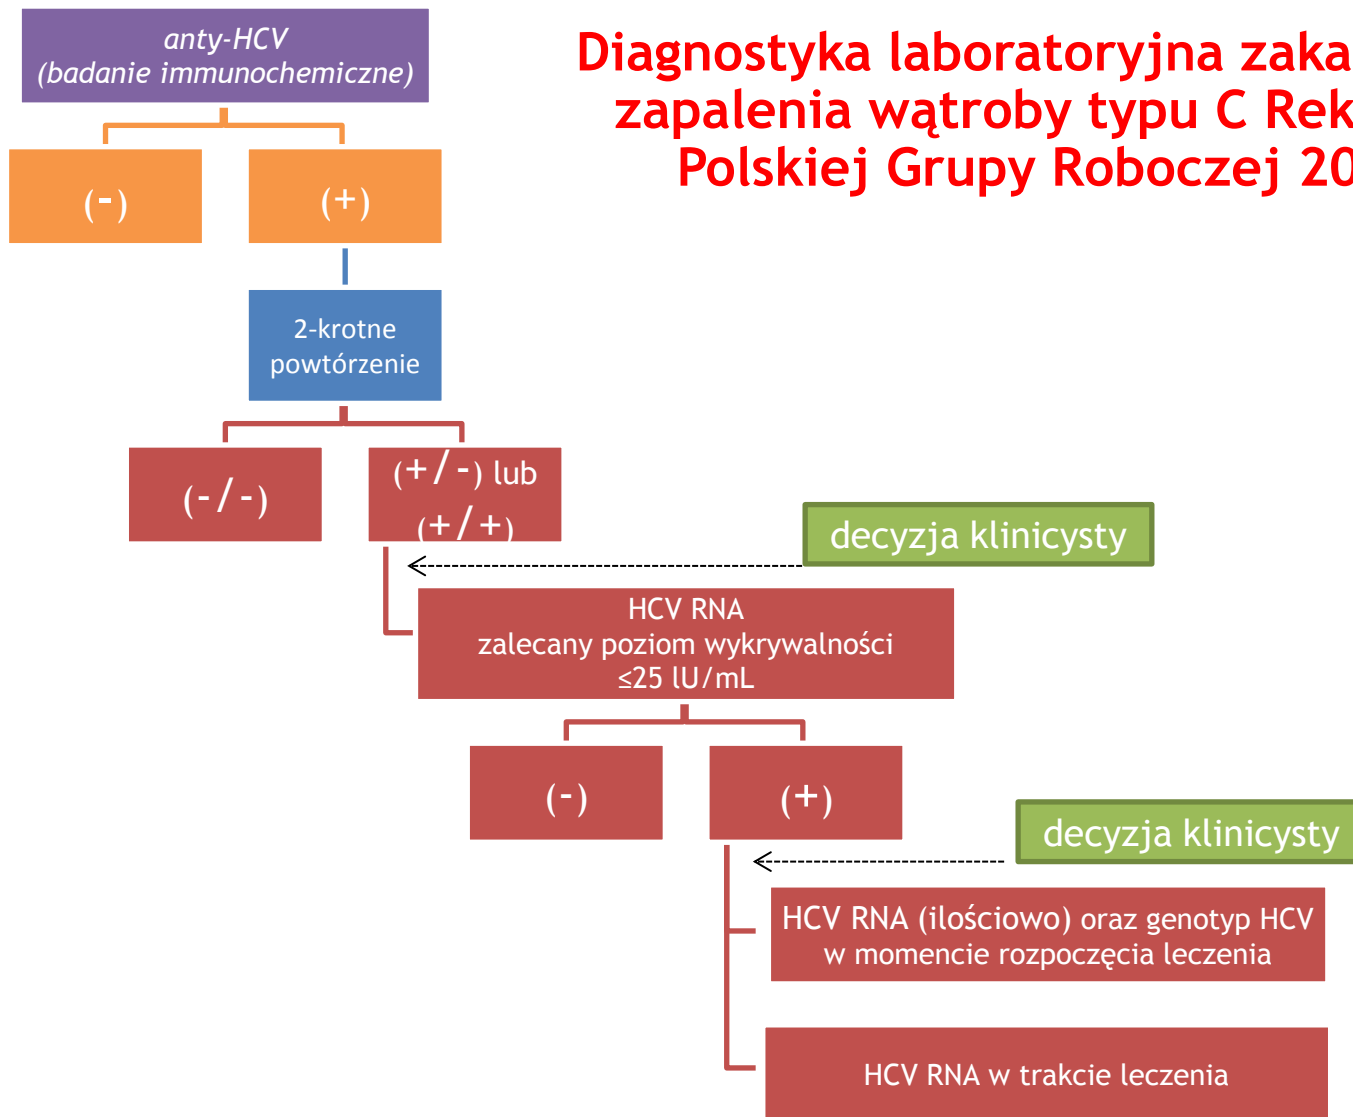 anty-HCV
(badanie immunochemiczne)
Diagnostyka laboratoryjna zaka
zapalenia wątroby typu C Rek
Polskiej Grupy Roboczej 20
(-)
(+)
2-krotne
powtórzenie
(-/-)
(+/-) lub
(+/+)
decyzja klinicysty
HCV RNA
zalecany poziom wykrywalności
≤25 lU/mL
(-)
(+)
decyzja klinicysty
HCV RNA (ilościowo) oraz genotyp HCV
w momencie rozpoczęcia leczenia
HCV RNA w trakcie leczenia